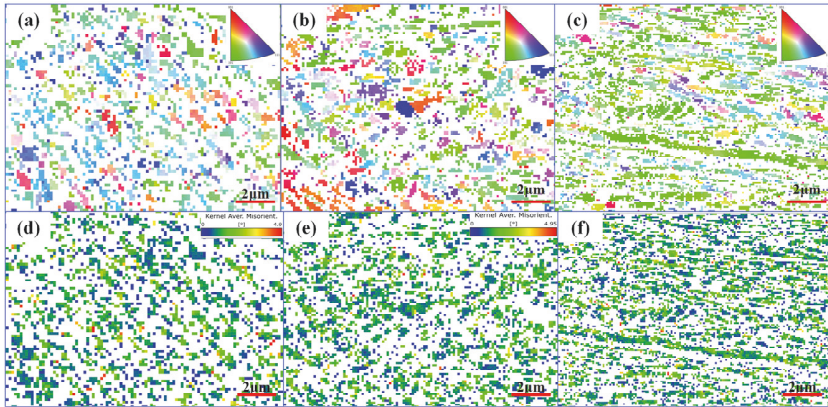 (a)
(b)
(c)
2μm
2μm
2μm
(d)
Kernel Aver. Misorient.
[°]
(e)
Kernel Aver. Misorient.
[°]
4.95
(f)
2μm
2μm
2μm